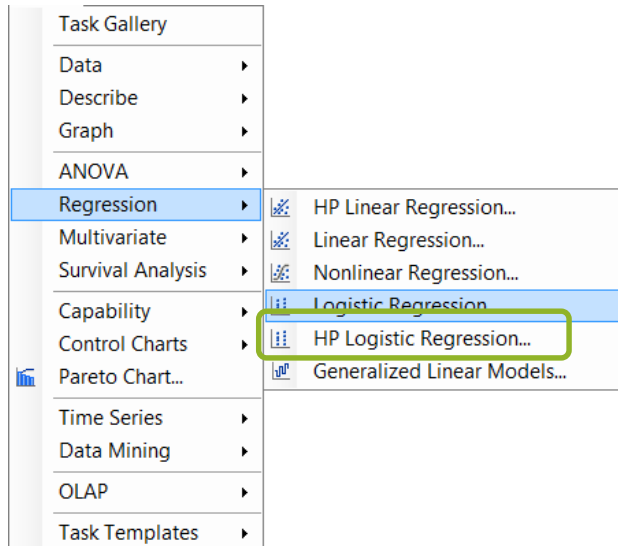 Task Gallery
Data
Describe
Graph
ANOVA
Regression
Multivariate
Survival Analysis
Capability
Control Charts
Pareto Chart...
Time Series
Data Mining
OLAP
Task Templates
HP Linear Regression...
Linear Regression...
Nonlinear Regression...
Logistic Regression...
HP Logistic Regression...
Generalized Linear Models...